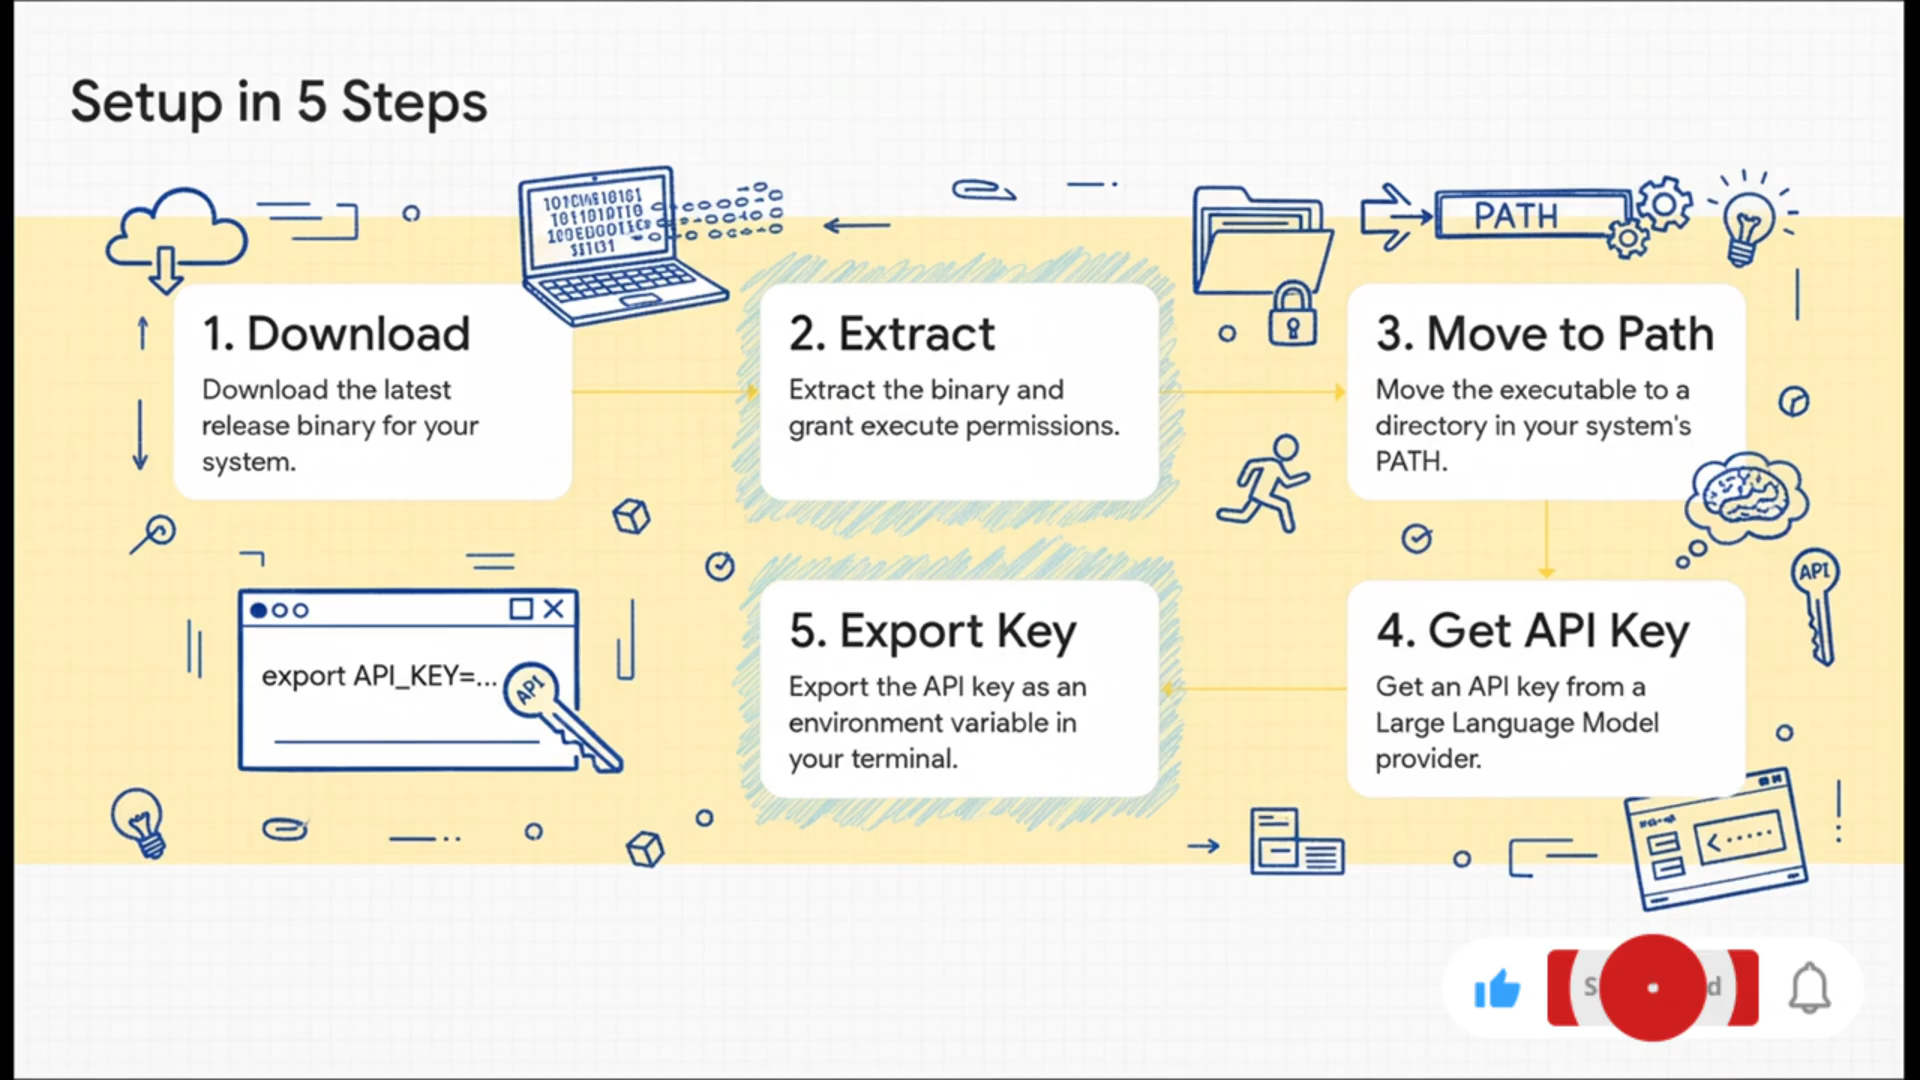 Setup in 5 Steps
PATH
1. Download
Download the latest
release binary for your
system.
2. Extract
Extract the binary and
grant execute permissions.
3. Move to Path
Move the executable to a
directory in your system's
PATH.
4. Get API Key
Get an API key from a
Large Language Model
provider.
API
5. Export Key
Export the API key as an
environment variable in
your terminal.
export API_KEY=...
API